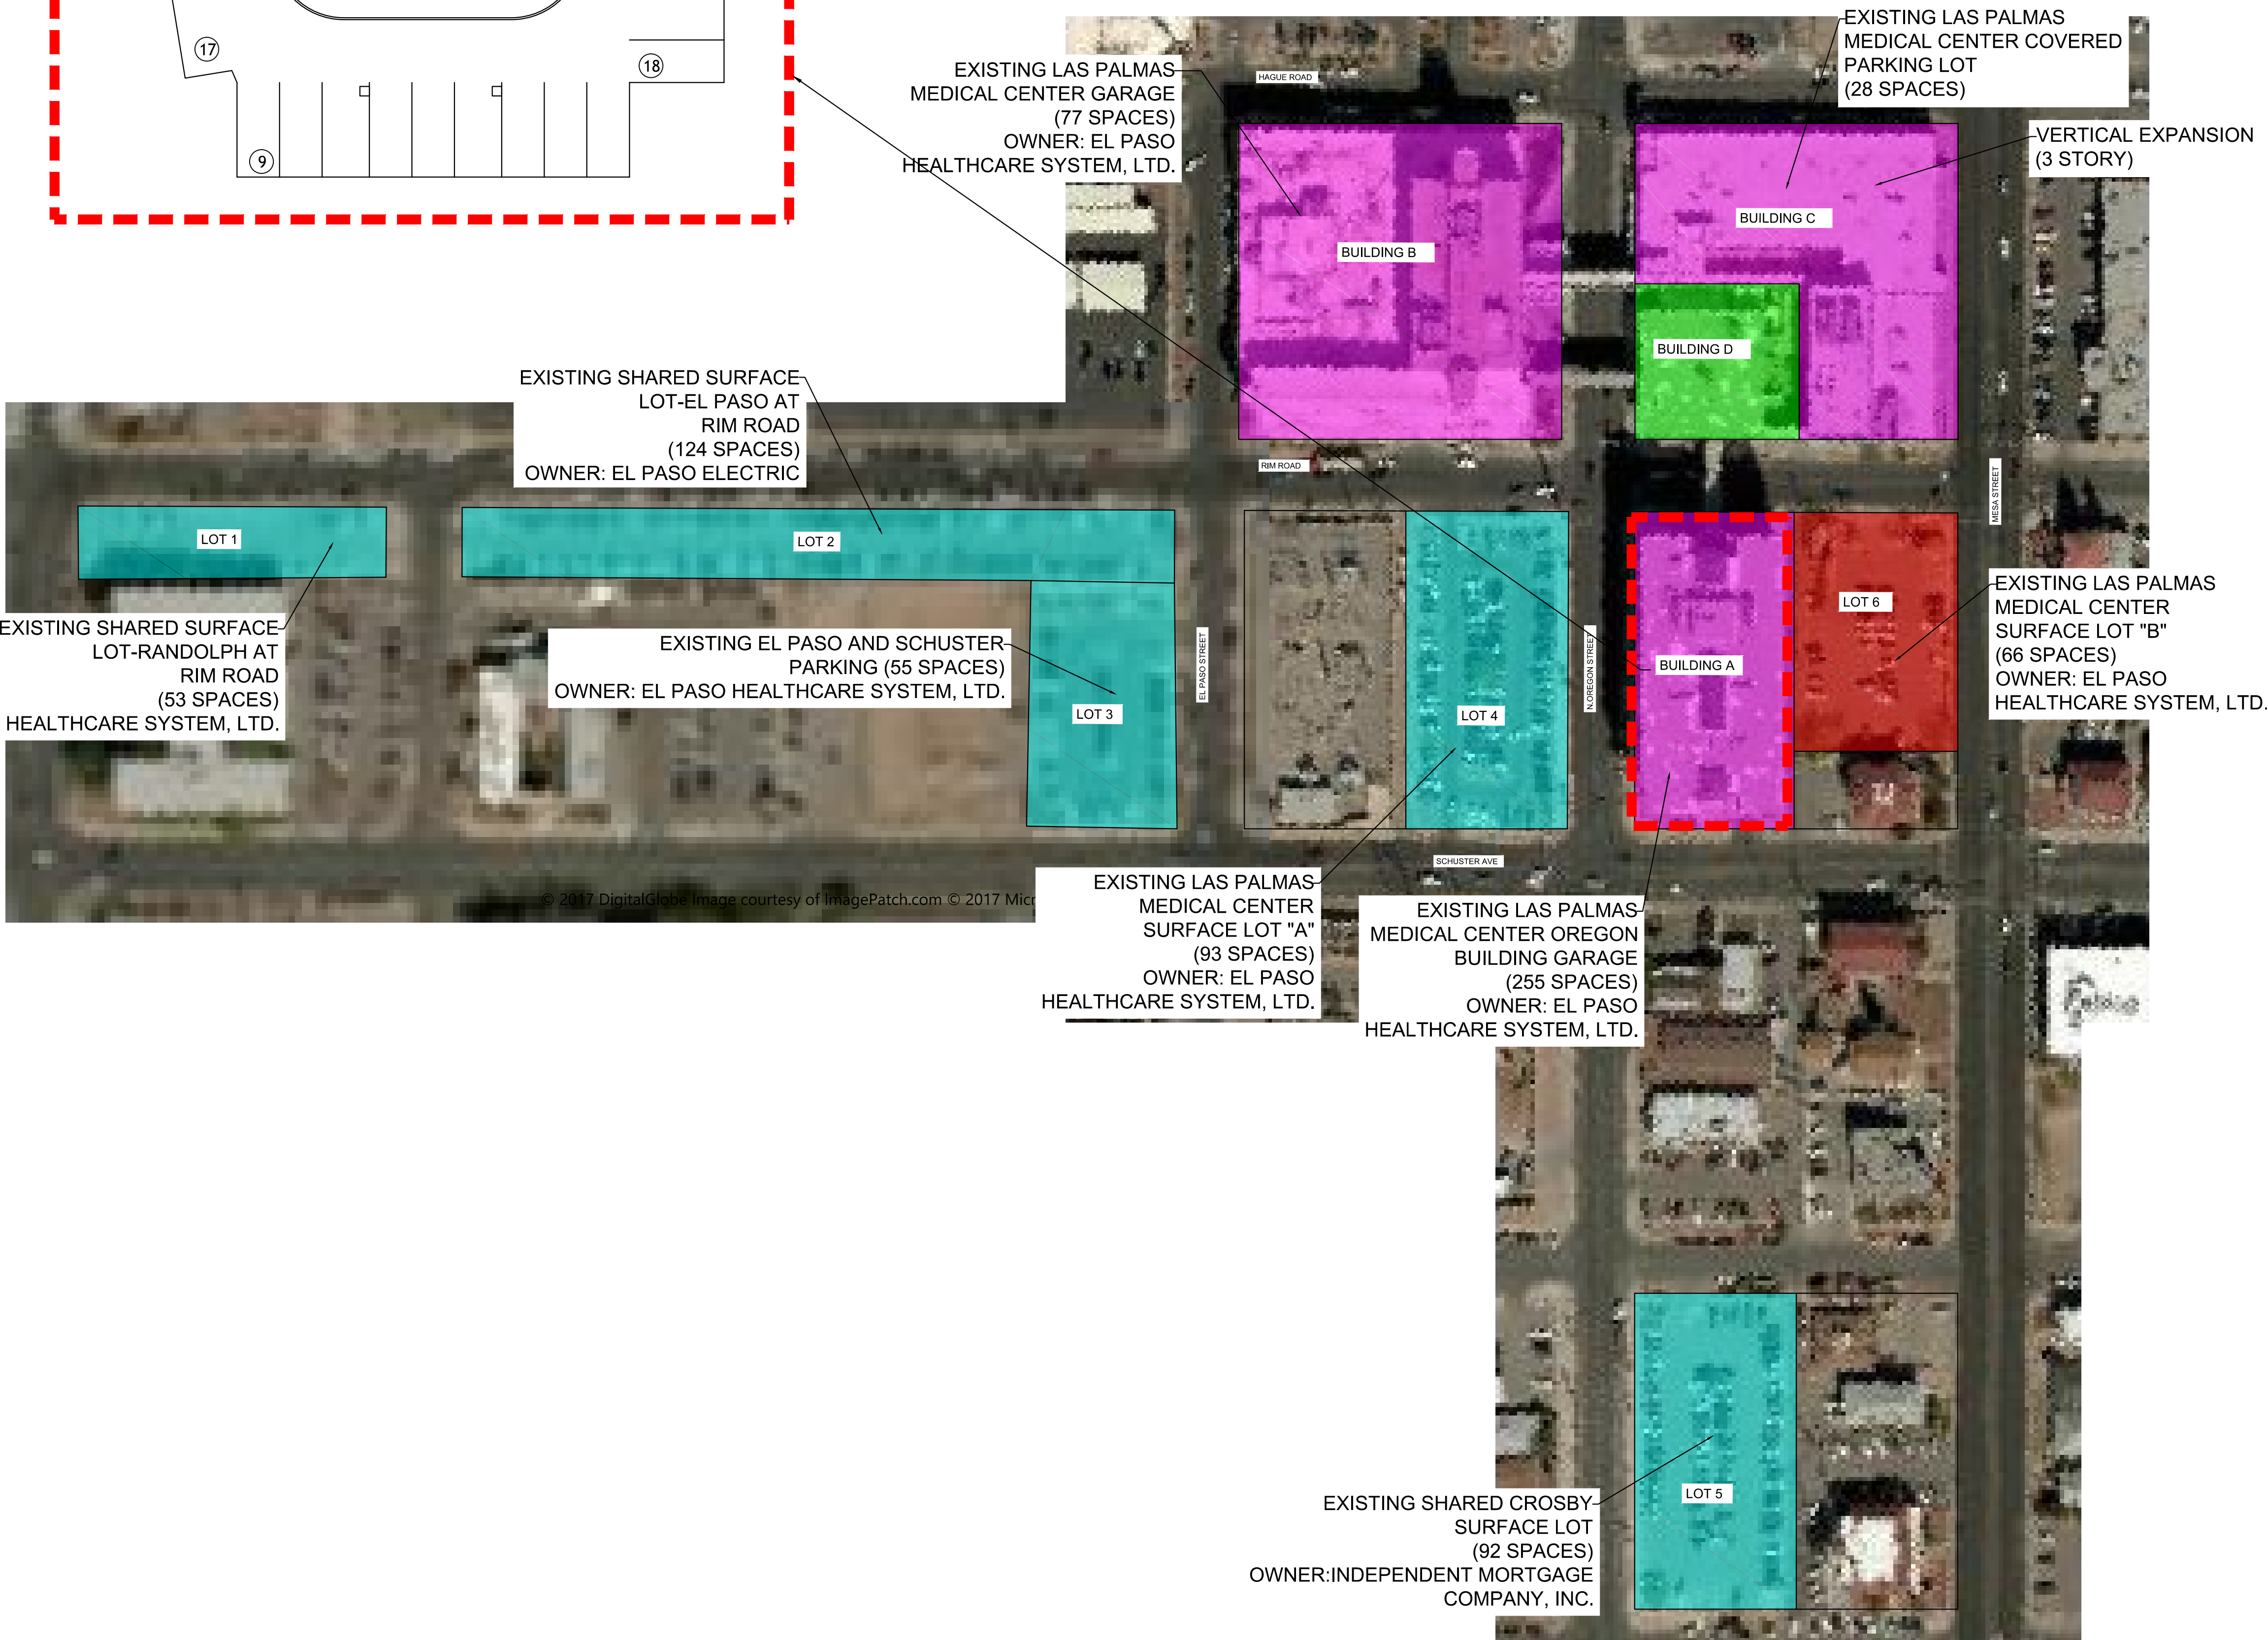 17
18
9
EXISTING LAS PALMAS
MEDICAL CENTER GARAGE
(77 SPACES)
OWNER: EL PASO
HEALTHCARE SYSTEM, LTD.
HAGUE ROAD
EXISTING LAS PALMAS
MEDICAL CENTER COVERED
PARKING LOT
(28 SPACES)
VERTICAL EXPANSION
(3 STORY)
BUILDING B
BUILDING C
BUILDING D
EXISTING SHARED SURFACE
LOT-EL PASO AT
RIM ROAD
(124 SPACES)
OWNER: EL PASO ELECTRIC
RIM ROAD
MESA STREET
LOT 1
LOT 2
EXISTING SHARED SURFACE
LOT-RANDOLPH AT
RIM ROAD
(53 SPACES)
HEALTHCARE SYSTEM, LTD.
EXISTING EL PASO AND SCHUSTER
PARKING (55 SPACES)
OWNER: EL PASO HEALTHCARE SYSTEM, LTD.
LOT 3
EL PASO STREET
LOT 4
N.OREGON STREET
BUILDING A
LOT 6
EXISTING LAS PALMAS
MEDICAL CENTER
SURFACE LOT "B"
(66 SPACES)
OWNER: EL PASO
HEALTHCARE SYSTEM, LTD.
SCHUSTER AVE
© 2017 DigitalGlobe Image courtesy of ImagePatch.com © 2017 Micr
EXISTING LAS PALMAS
MEDICAL CENTER
SURFACE LOT "A"
(93 SPACES)
OWNER: EL PASO
HEALTHCARE SYSTEM, LTD.
EXISTING LAS PALMAS
MEDICAL CENTER OREGON
BUILDING GARAGE
(255 SPACES)
OWNER: EL PASO
HEALTHCARE SYSTEM, LTD.
LOT 5
EXISTING SHARED CROSBY
SURFACE LOT
(92 SPACES)
OWNER:INDEPENDENT MORTGAGE
COMPANY, INC.